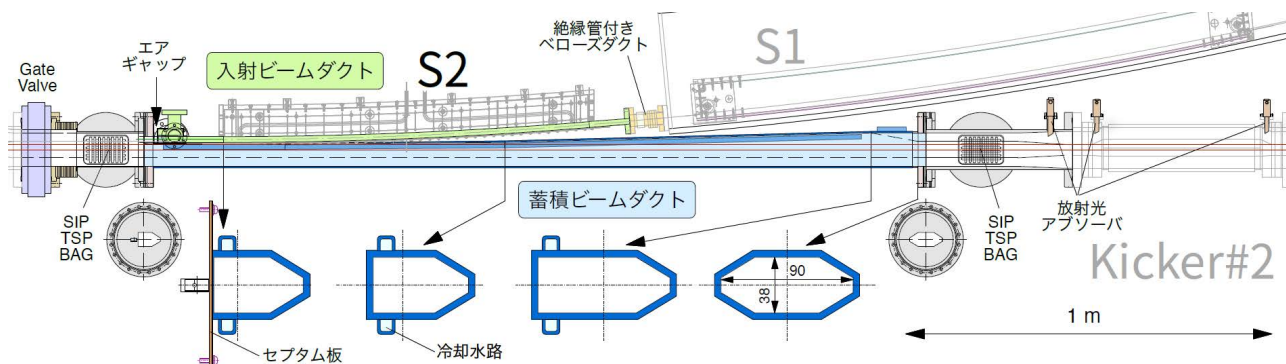 Gate
Valve
エア
ギャップ
入射ビームダクト
S2
絶縁管付き
ベローズダクト
S1
SIP
TSP
BAG
蓄積ビームダクト
SIP
TSP
BAG
放射光
アブソーバ
Kicker#2
90
38
1 m
セプタム板
冷却水路